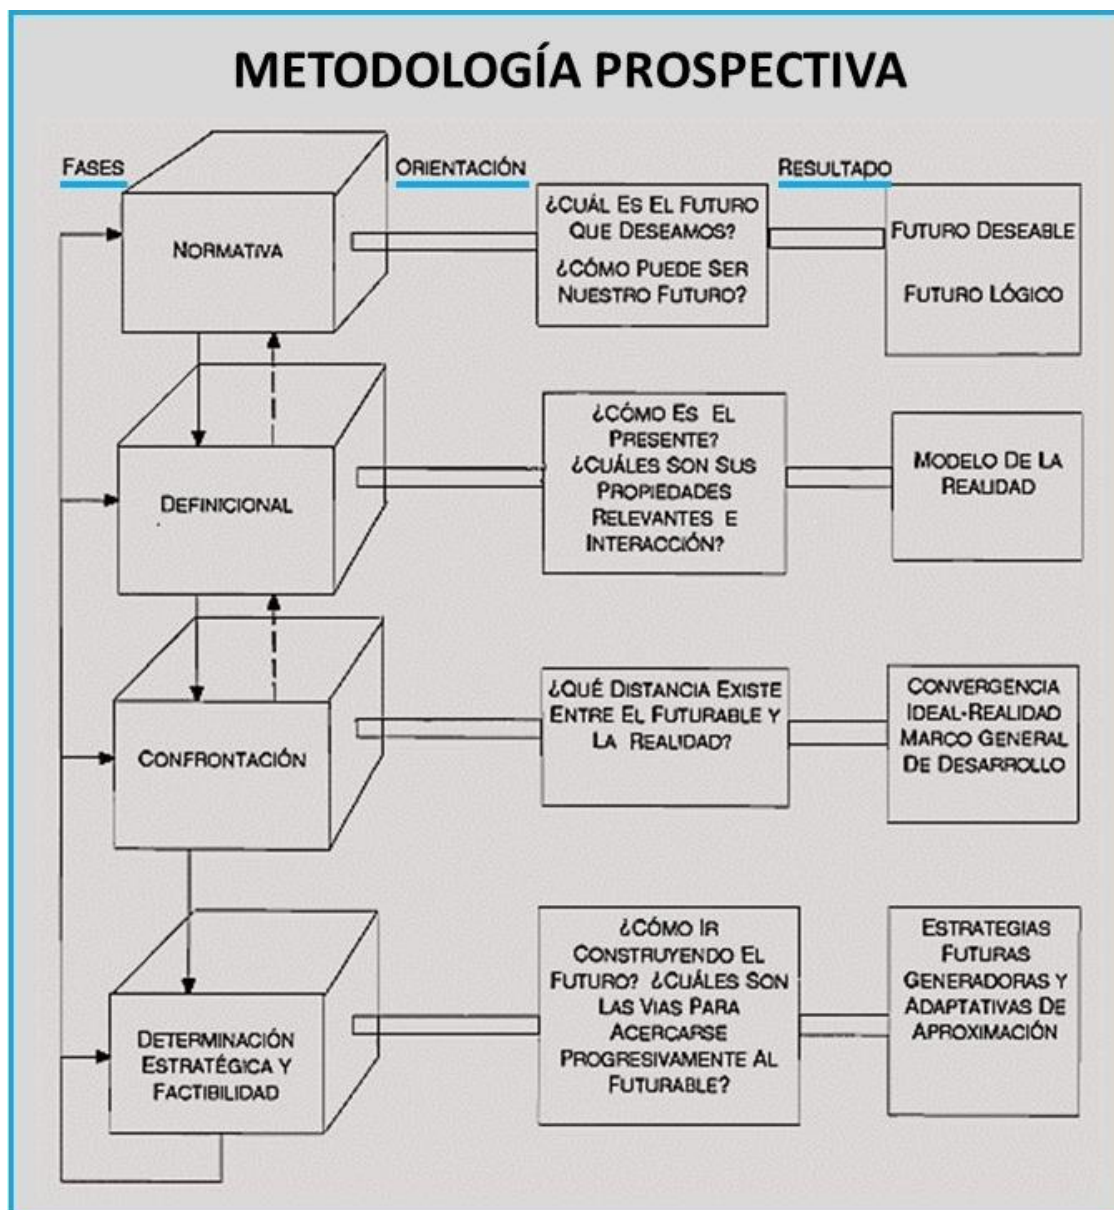 METODOLOGÍA PROSPECTIVA
FASES
ORIENTACIÓN
RESULTADO
NORMATIVA
¿CUÁL ES EL FUTURO
QUE DESEAMOS?
¿CÓMO PUEDE SER
NUESTRO FUTURO?
FUTURO DESEABLE
FUTURO LÓGICO
DEFINICIONAL
¿CÓMO ES EL
PRESENTE?
¿CUÁLES SON SUS
PROPIEDADES
RELEVANTES E
INTERACCIÓN?
MODELO DE LA
REALIDAD
CONFRONTACIÓN
¿QUÉ DISTANCIA EXISTE
ENTRE EL FUTURABLE Y
LA REALIDAD?
CONVERGENCIA
IDEAL-REALIDAD
MARCO GENERAL
DE DESARROLLO
DETERMINACIÓN
ESTRATÉGICA Y
FACTIBILIDAD
¿CÓMO IR
CONSTRUYENDO EL
FUTURO? ¿CUÁLES SON
LAS VIAS PARA
ACERCARSE
PROGRESIVAMENTE AL
FUTURABLE?
ESTRATEGIAS
FUTURAS
GENERADORAS Y
ADAPTATIVAS DE
APROXIMACIÓN